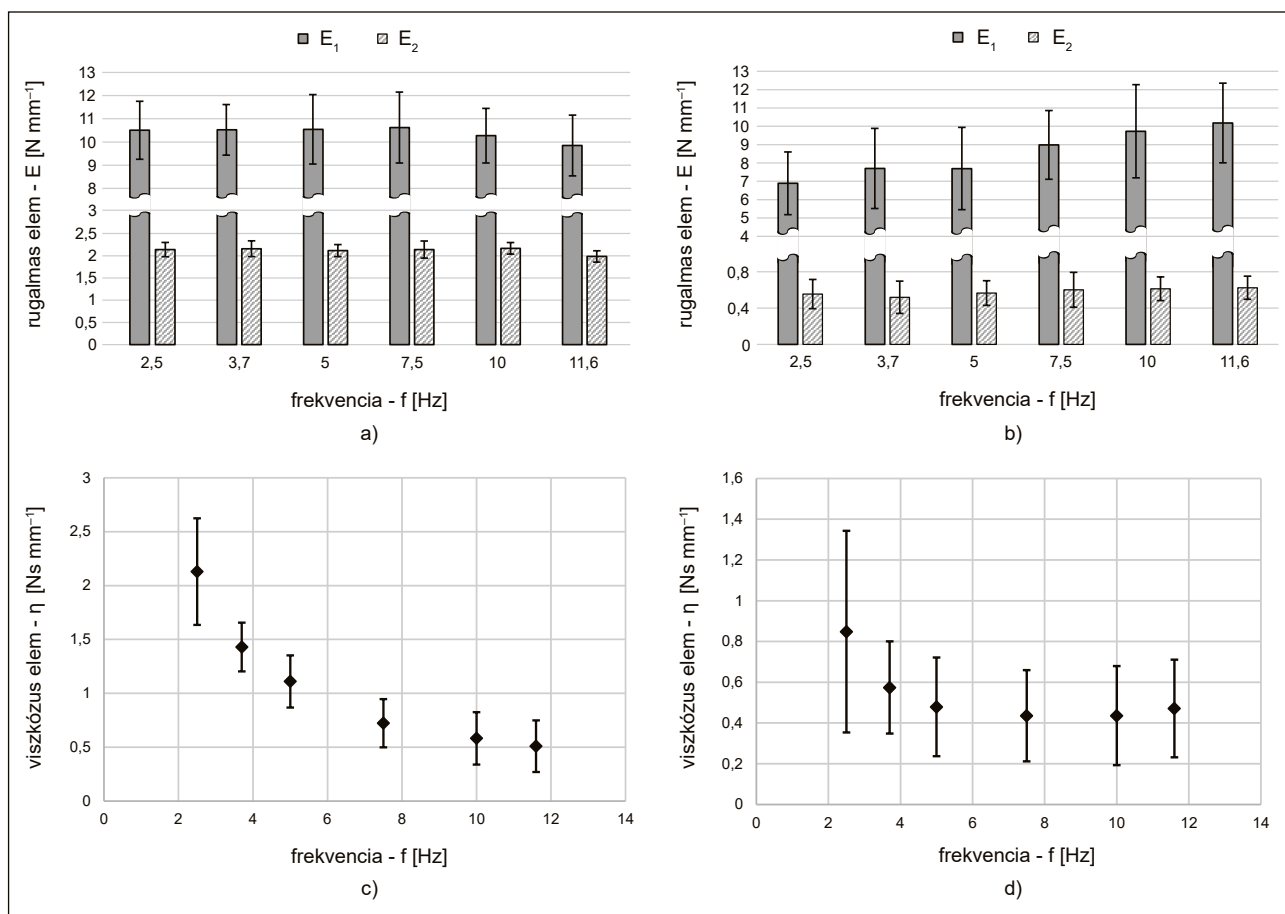 E₁ E₂
rugalmas elem - E [N mm⁻¹]
13
12
11
10
9
8
3
2,5
2
1,5
1
0,5
0
2,5 3,7 5 7,5 10 11,6
frekvencia - f [Hz]
a)
E₁ E₂
rugalmas elem - E [N mm⁻¹]
13
12
11
10
9
8
7
6
5
4
0,8
0,4
0
2,5 3,7 5 7,5 10 11,6
frekvencia - f [Hz]
b)
viszkózus elem - η [Ns mm⁻¹]
3
2,5
2
1,5
1
0,5
0
0 2 4 6 8 10 12 14
frekvencia - f [Hz]
c)
viszkózus elem - η [Ns mm⁻¹]
1,6
1,4
1,2
1
0,8
0,6
0,4
0,2
0
0 2 4 6 8 10 12 14
frekvencia - f [Hz]
d)